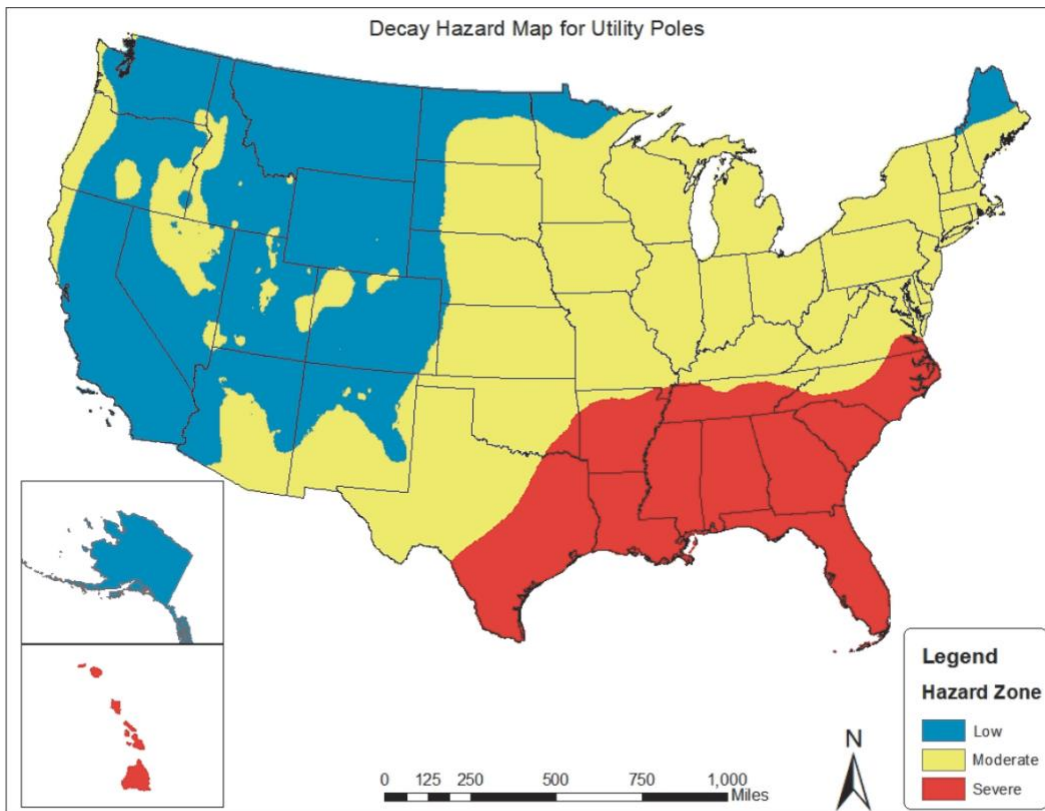 Decay Hazard Map for Utility Poles
Legend
Hazard Zone
Low
Moderate
Severe
N
0 125 250 500 750 1,000
Miles